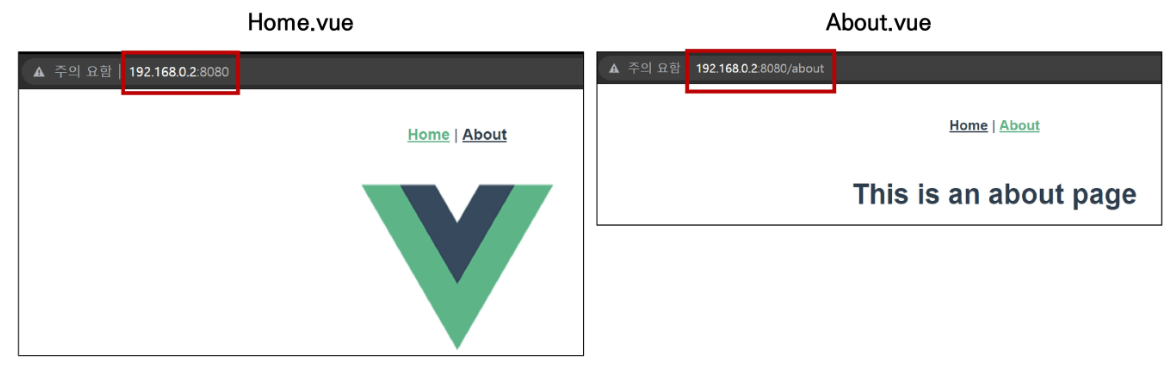 Home.vue
주의 요함 | 192.168.0.2:8080
Home | About
About.vue
주의 요함 192.168.0.2:8080/about
Home | About
This is an about page